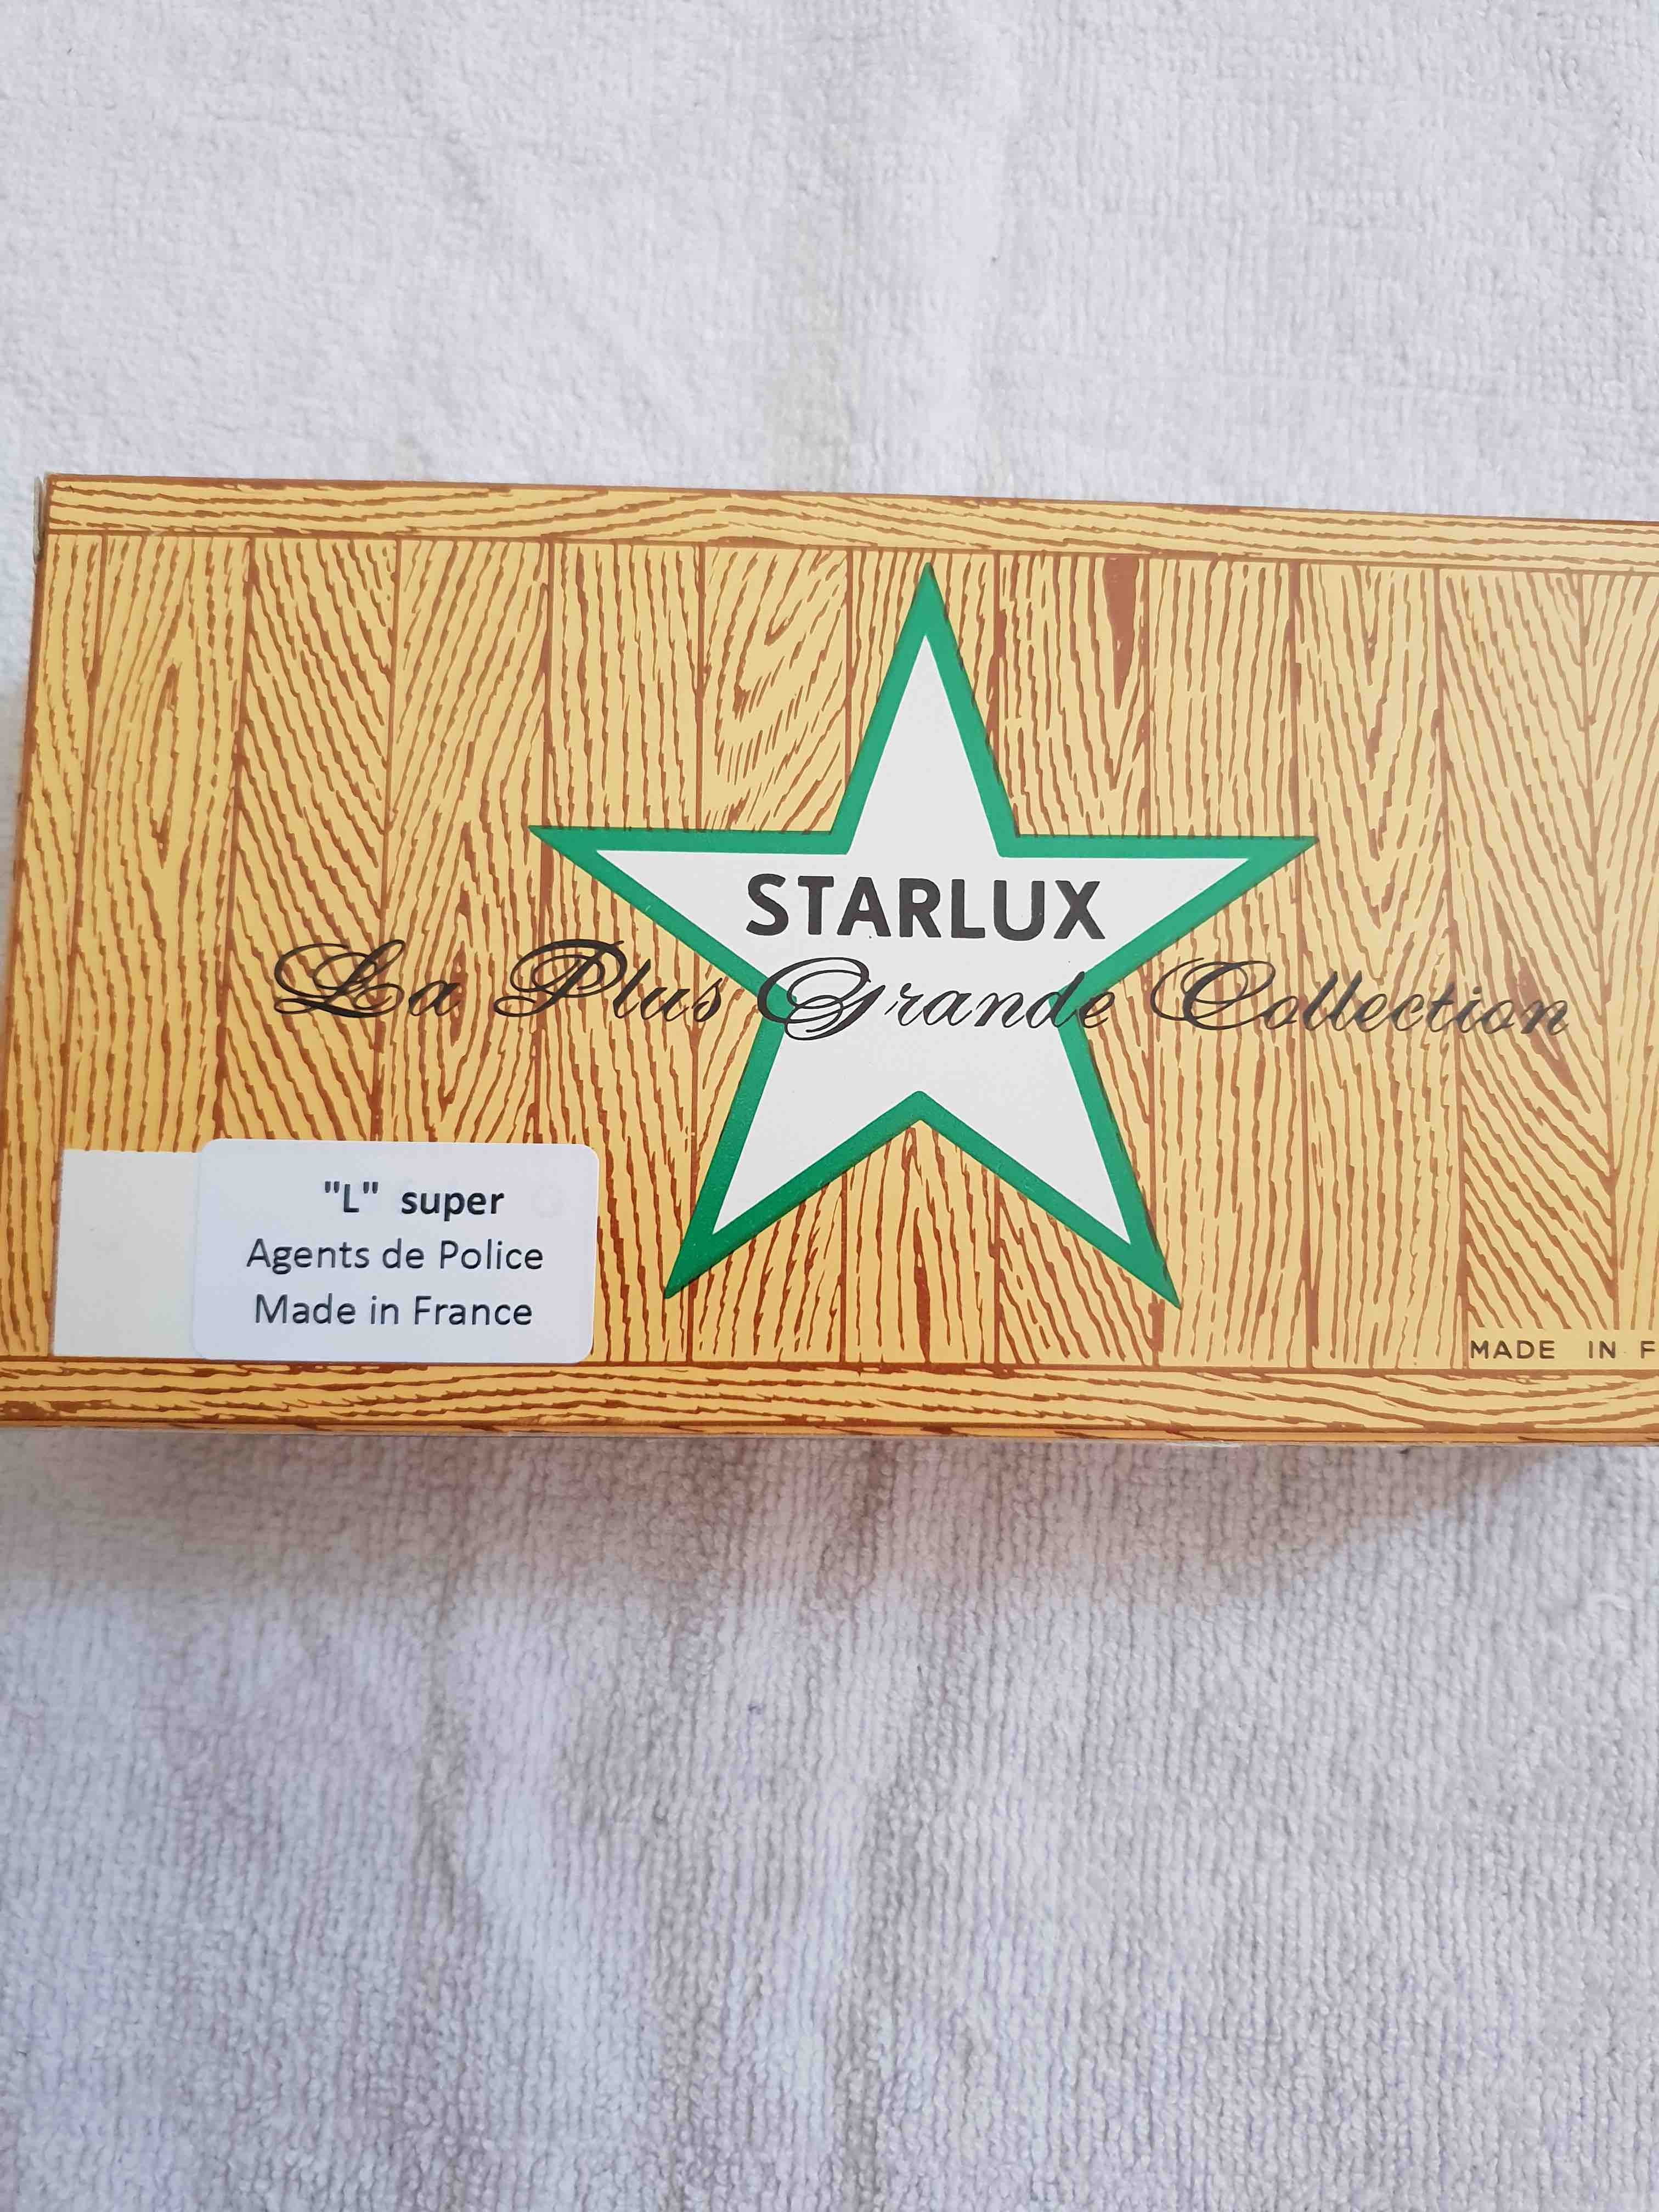 STARLUX
La Plus Grande Collection
"L" super
Agents de Police
Made in France
MADE IN F